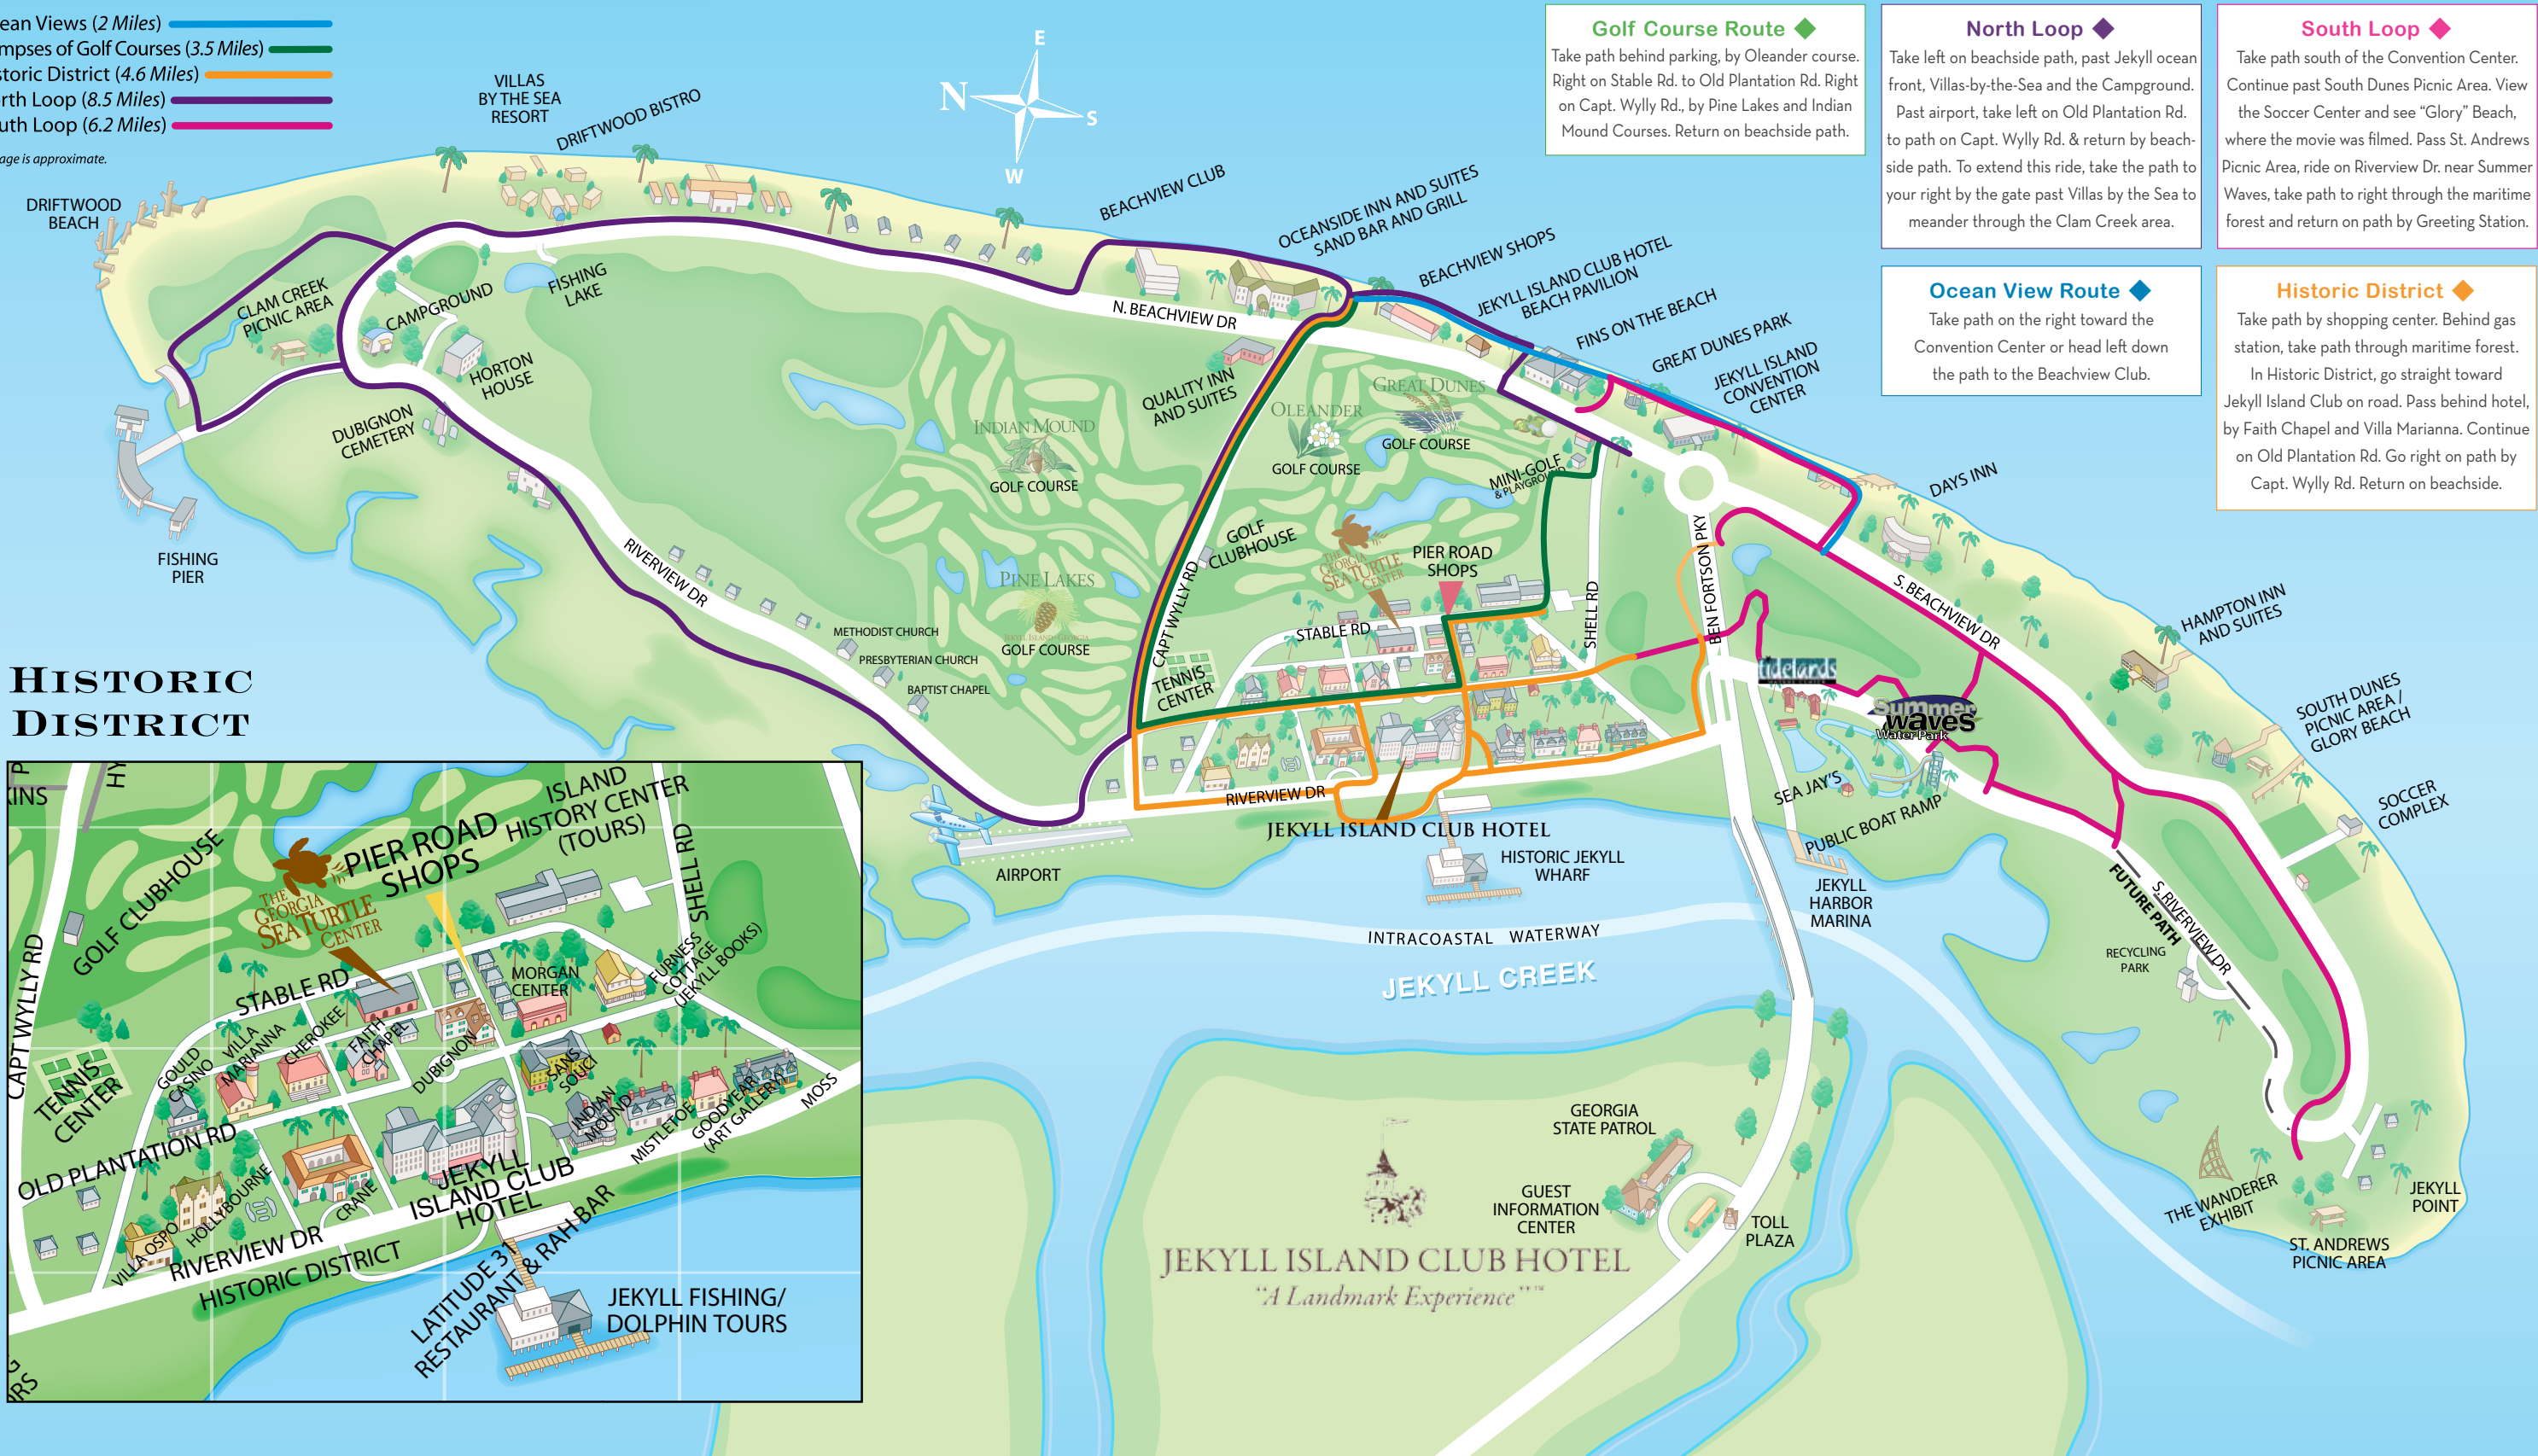 ean Views (2 Miles)
mpses of Golf Courses (3.5 Miles)
storic District (4.6 Miles)
rth Loop (8.5 Miles)
uth Loop (6.2 Miles)
age is approximate.
E
N
S
W
Golf Course Route
Take path behind parking, by Oleander course.
Right on Stable Rd. to Old Plantation Rd. Right
on Capt. Wylly Rd., by Pine Lakes and Indian
Mound Courses. Return on beachside path.
North Loop
Take left on beachside path, past Jekyll ocean
front, Villas-by-the-Sea and the Campground.
Past airport, take left on Old Plantation Rd.
to path on Capt. Wylly Rd. & return by beach-
side path. To extend this ride, take the path to
your right by the gate past Villas by the Sea to
meander through the Clam Creek area.
South Loop
Take path south of the Convention Center.
Continue past South Dunes Picnic Area. View
the Soccer Center and see “Glory” Beach,
where the movie was filmed. Pass St. Andrews
Picnic Area, ride on Riverview Dr. near Summer
Waves, take path to right through the maritime
forest and return on path by Greeting Station.
Ocean View Route
Take path on the right toward the
Convention Center or head left down
the path to the Beachview Club.
Historic District
Take path by shopping center. Behind gas
station, take path through maritime forest.
In Historic District, go straight toward
Jekyll Island Club on road. Pass behind hotel,
by Faith Chapel and Villa Marianna. Continue
on Old Plantation Rd. Go right on path by
Capt. Wylly Rd. Return on beachside.
VILLAS
BY THE SEA
RESORT
DRIFTWOOD BISTRO
DRIFTWOOD
BEACH
BEACHVIEW CLUB
OCEANSIDE INN AND SUITES
SAND BAR AND GRILL
BEACHVIEW SHOPS
JEKYLL ISLAND CLUB HOTEL
BEACH PAVILION
FINS ON THE BEACH
GREAT DUNES PARK
JEKYLL ISLAND
CONVENTION
CENTER
DAYS INN
HAMPTON INN
AND SUITES
SOUTH DUNES
PICNIC AREA /
GLORY BEACH
SOCCER
COMPLEX
CLAM CREEK
PICNIC AREA
CAMPGROUND
FISHING
LAKE
HORTON
HOUSE
DUBIGNON
CEMETERY
FISHING
PIER
N. BEACHVIEW DR
QUALITY INN
AND SUITES
INDIAN MOUND
GOLF COURSE
OLEANDER
GOLF COURSE
GREAT DUNES
GOLF COURSE
MINI-GOLF
& PLAYGROUND
PINE LAKES
JEKYLL ISLAND GEORGIA
GOLF COURSE
GOLF
CLUBHOUSE
THE
GEORGIA
SEA TURTLE
CENTER
PIER ROAD
SHOPS
RIVERVIEW DR
METHODIST CHURCH
PRESBYTERIAN CHURCH
BAPTIST CHAPEL
CAPT WYLLY RD
STABLE RD
SHELL RD
BEN FORTSON PKY
S. BEACHVIEW DR
TENNIS
CENTER
tidelands
Summer
waves
Water Park
SEA JAY'S
PUBLIC BOAT RAMP
RIVERVIEW DR
JEKYLL ISLAND CLUB HOTEL
AIRPORT
HISTORIC JEKYLL
WHARF
JEKYLL
HARBOR
MARINA
INTRACOASTAL WATERWAY
JEKYLL CREEK
FUTURE PATH
S. RIVERVIEW DR
RECYCLING
PARK
THE WANDERER
EXHIBIT
JEKYLL
POINT
ST. ANDREWS
PICNIC AREA
GEORGIA
STATE PATROL
GUEST
INFORMATION
CENTER
TOLL
PLAZA
JEKYLL ISLAND CLUB HOTEL
“A Landmark Experience”™
HISTORIC
DISTRICT
P
KINS
HY
ISLAND
HISTORY CENTER
(TOURS)
PIER ROAD
SHOPS
GOLF CLUBHOUSE
THE
GEORGIA
SEA TURTLE
CENTER
SHELL RD
CAPT WYLLY RD
STABLE RD
MORGAN
CENTER
FURNESS
COTTAGE
(JEKYLL BOOKS)
TENNIS
CENTER
GOULD
CASINO
VILLA
MARIANNA
CHEROKEE
FAITH
CHAPEL
DUBIGNON
SANS
SOUCI
INDIAN
MOUND
MISTLETOE
GOODYEAR
(ART GALLERY)
MOSS
OLD PLANTATION RD
VILLA OSPO
HOLLYBOURNE
CRANE
JEKYLL
ISLAND CLUB
HOTEL
RIVERVIEW DR
HISTORIC DISTRICT
LATITUDE 31
RESTAURANT & RAH BAR
JEKYLL FISHING/
DOLPHIN TOURS
G
ORS